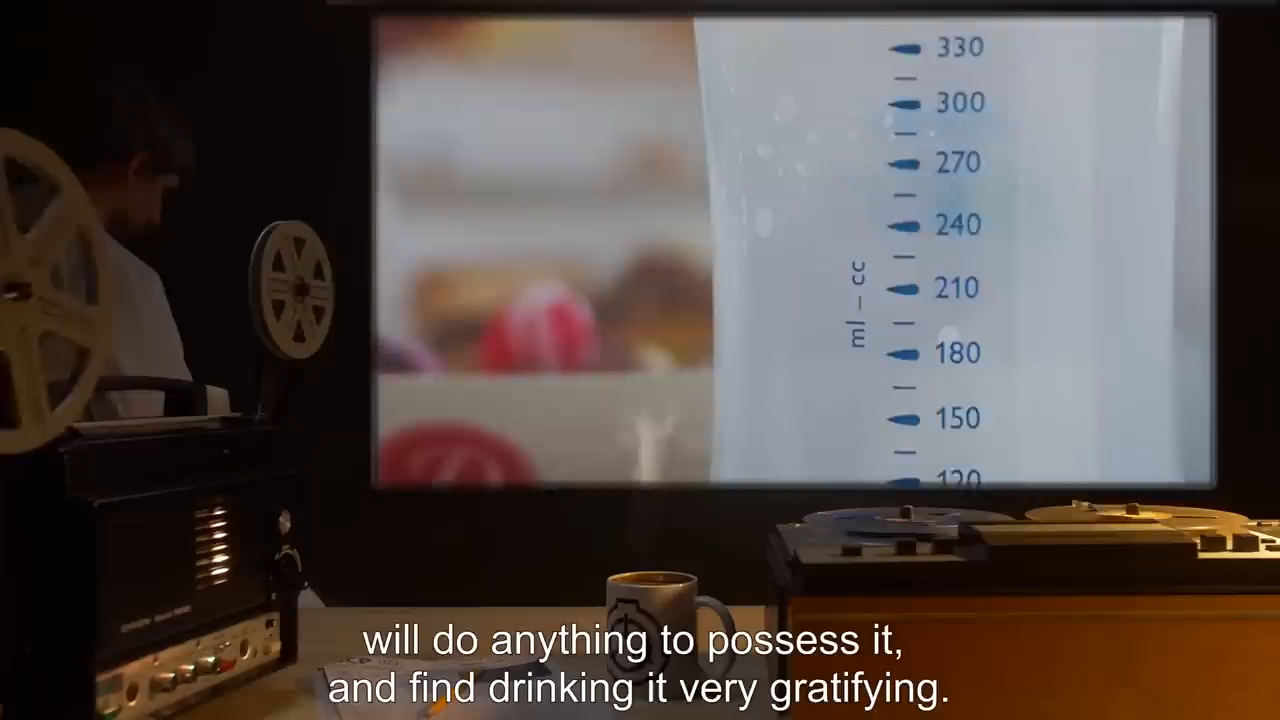 330
300
270
240
ml – cc
210
180
150
120
will do anything to possess it,
and find drinking it very gratifying.